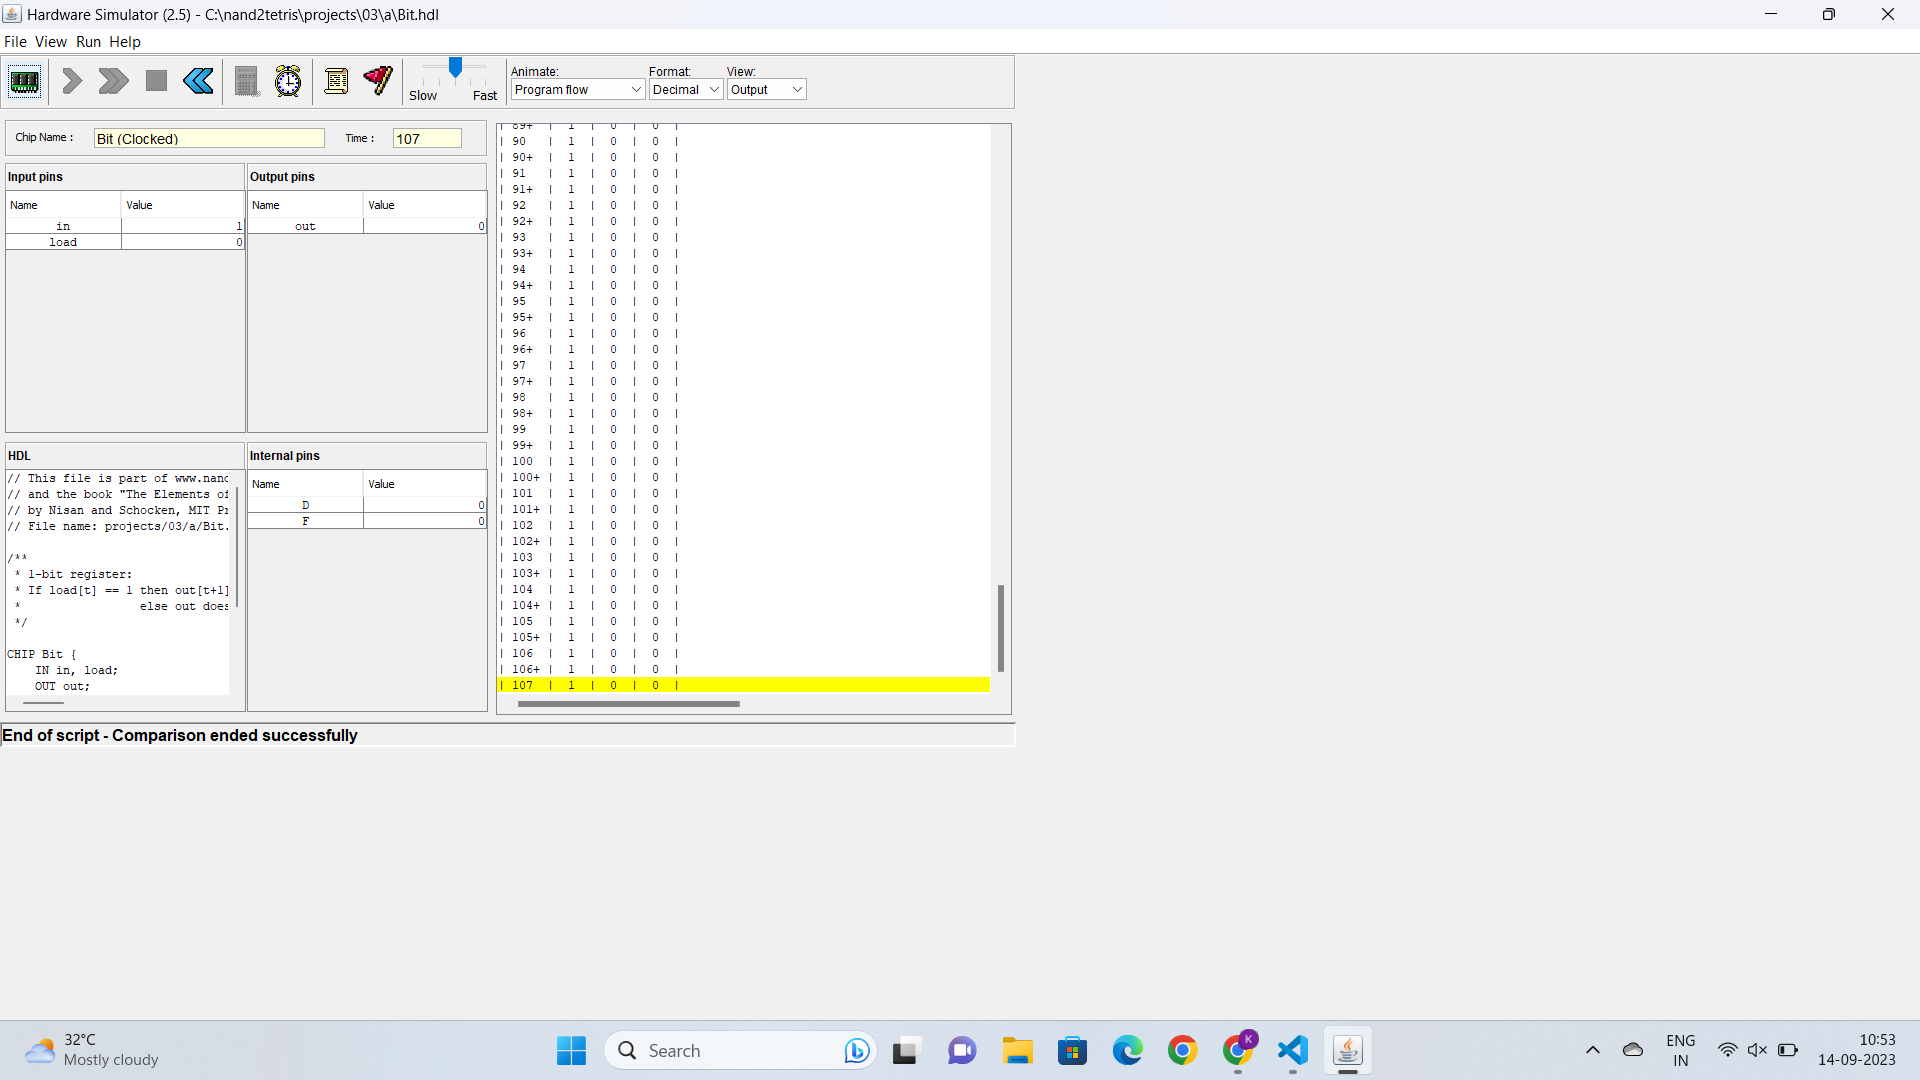 Hardware Simulator (2.5) - C:\nand2tetris\projects\03\a\Bit.hdl
File View Run Help
Slow Fast
Animate: Format: View:
Program flow Decimal Output
Chip Name : Bit (Clocked) Time : 107
Input pins
Name Value
in 1
load 0
Output pins
Name Value
out 0
HDL
// This file is part of www.nand
// and the book "The Elements of
// by Nisan and Schocken, MIT Pr
// File name: projects/03/a/Bit.
/**
* 1-bit register:
* If load[t] == 1 then out[t+1]
* else out does
*/
CHIP Bit {
IN in, load;
OUT out;
Internal pins
Name Value
D 0
F 0
| 89+ | 1 | 0 | 0 |
| 90 | 1 | 0 | 0 |
| 90+ | 1 | 0 | 0 |
| 91 | 1 | 0 | 0 |
| 91+ | 1 | 0 | 0 |
| 92 | 1 | 0 | 0 |
| 92+ | 1 | 0 | 0 |
| 93 | 1 | 0 | 0 |
| 93+ | 1 | 0 | 0 |
| 94 | 1 | 0 | 0 |
| 94+ | 1 | 0 | 0 |
| 95 | 1 | 0 | 0 |
| 95+ | 1 | 0 | 0 |
| 96 | 1 | 0 | 0 |
| 96+ | 1 | 0 | 0 |
| 97 | 1 | 0 | 0 |
| 97+ | 1 | 0 | 0 |
| 98 | 1 | 0 | 0 |
| 98+ | 1 | 0 | 0 |
| 99 | 1 | 0 | 0 |
| 99+ | 1 | 0 | 0 |
| 100 | 1 | 0 | 0 |
| 100+ | 1 | 0 | 0 |
| 101 | 1 | 0 | 0 |
| 101+ | 1 | 0 | 0 |
| 102 | 1 | 0 | 0 |
| 102+ | 1 | 0 | 0 |
| 103 | 1 | 0 | 0 |
| 103+ | 1 | 0 | 0 |
| 104 | 1 | 0 | 0 |
| 104+ | 1 | 0 | 0 |
| 105 | 1 | 0 | 0 |
| 105+ | 1 | 0 | 0 |
| 106 | 1 | 0 | 0 |
| 106+ | 1 | 0 | 0 |
| 107 | 1 | 0 | 0 |
End of script - Comparison ended successfully
32°C
Mostly cloudy
Search
K
ENG
IN
10:53
14-09-2023